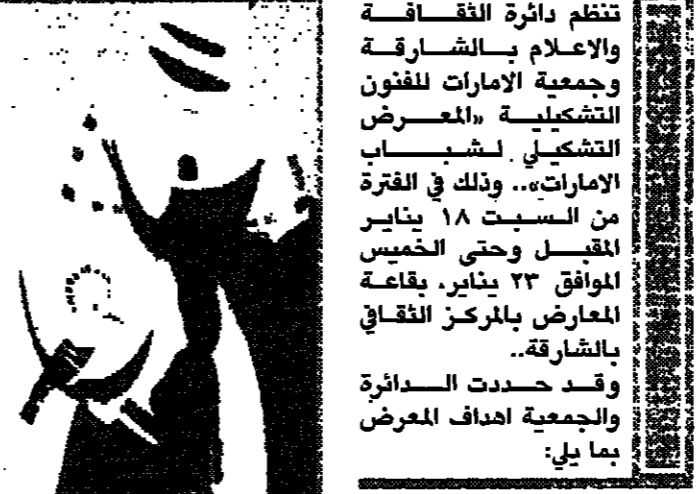 تنظم دائرة الثقافة
والاعلام بالشارقة
وجمعية الامارات للفنون
التشكيلية «المعرض
التشكيلي لشباب
الامارات».. وذلك في الفترة
من السبت ١٨ يناير
المقبل وحتى الخميس
الموافق ٢٣ يناير. بقاعة
المعارض بالمركز الثقافي
بالشارقة..
وقد حددت الدائرة
والجمعية اهداف المعرض
بما يلي: